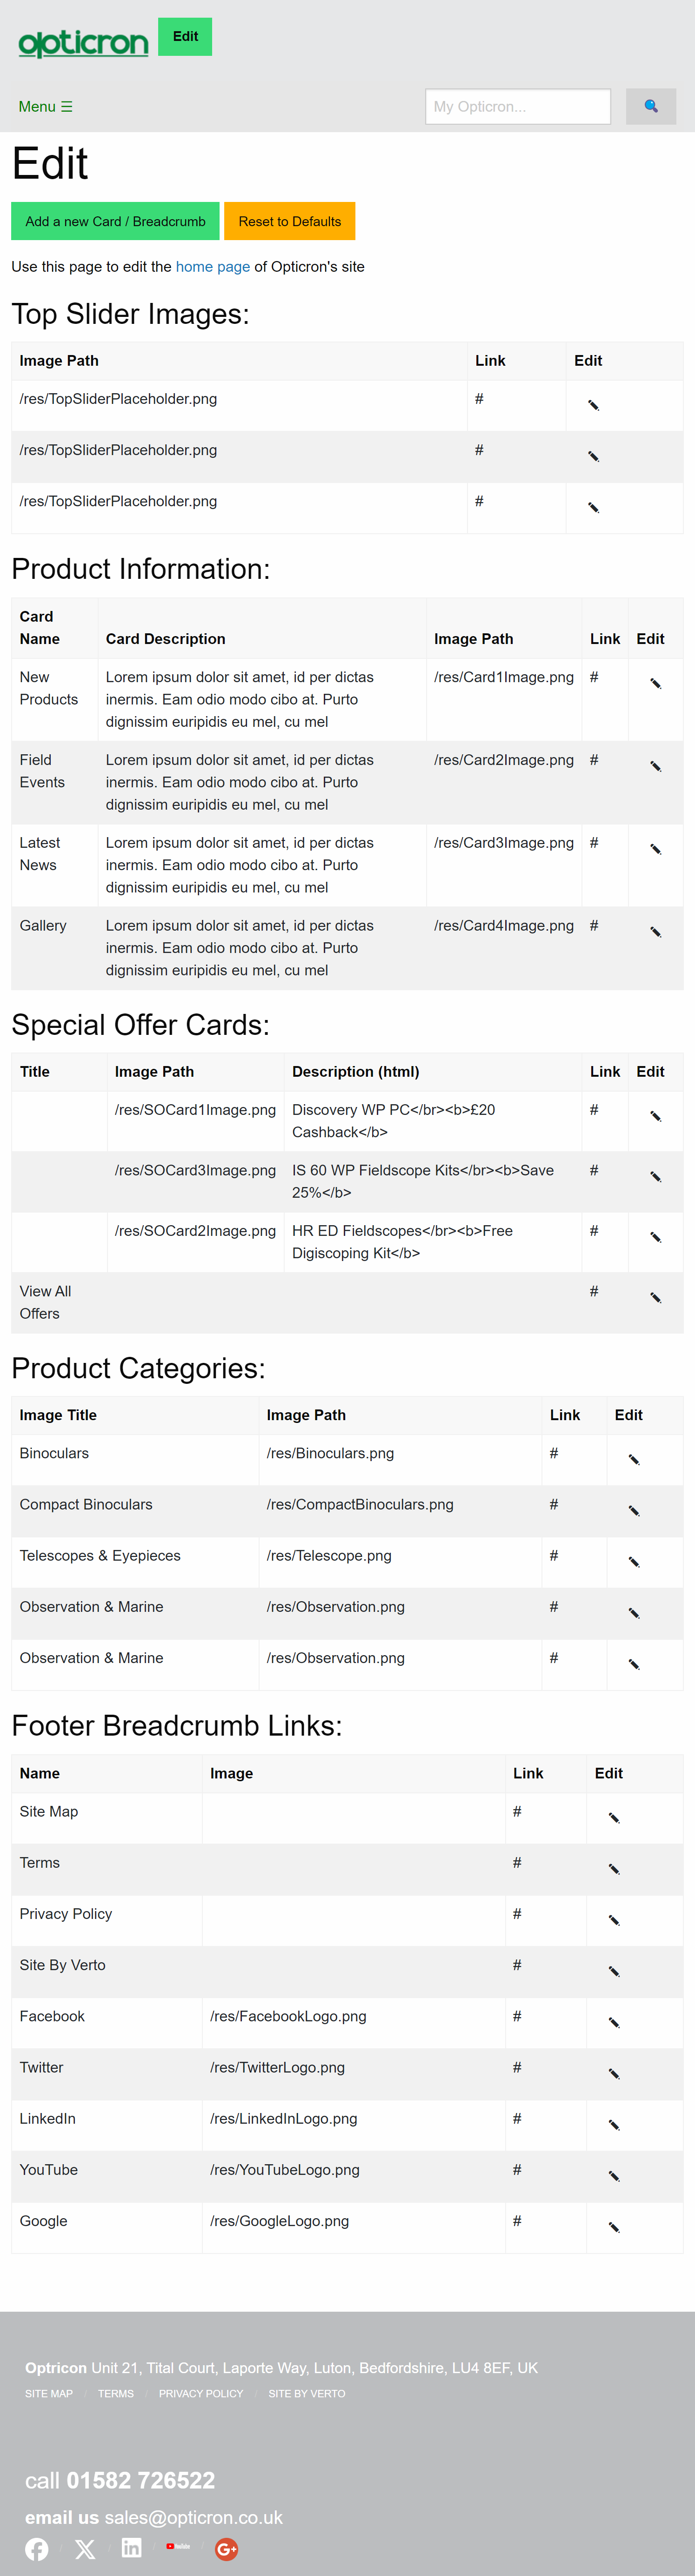 opticron
Edit
Menu ☰
My Opticron...
Edit
Add a new Card / Breadcrumb
Reset to Defaults
Use this page to edit the home page of Opticron's site
Top Slider Images:
Image Path Link Edit
/res/TopSliderPlaceholder.png #
/res/TopSliderPlaceholder.png #
/res/TopSliderPlaceholder.png #
Product Information:
Card
Name Card Description Image Path Link Edit
New Lorem ipsum dolor sit amet, id per dictas /res/Card1Image.png #
Products inermis. Eam odio modo cibo at. Purto
dignissim euripidis eu mel, cu mel
Field Lorem ipsum dolor sit amet, id per dictas /res/Card2Image.png #
Events inermis. Eam odio modo cibo at. Purto
dignissim euripidis eu mel, cu mel
Latest Lorem ipsum dolor sit amet, id per dictas /res/Card3Image.png #
News inermis. Eam odio modo cibo at. Purto
dignissim euripidis eu mel, cu mel
Gallery Lorem ipsum dolor sit amet, id per dictas /res/Card4Image.png #
inermis. Eam odio modo cibo at. Purto
dignissim euripidis eu mel, cu mel
Special Offer Cards:
Title Image Path Description (html) Link Edit
/res/SOCard1Image.png Discovery WP PC</br><b>£20 #
Cashback</b>
/res/SOCard3Image.png IS 60 WP Fieldscope Kits</br><b>Save #
25%</b>
/res/SOCard2Image.png HR ED Fieldscopes</br><b>Free #
Digiscoping Kit</b>
View All #
Offers
Product Categories:
Image Title Image Path Link Edit
Binoculars /res/Binoculars.png #
Compact Binoculars /res/CompactBinoculars.png #
Telescopes & Eyepieces /res/Telescope.png #
Observation & Marine /res/Observation.png #
Observation & Marine /res/Observation.png #
Footer Breadcrumb Links:
Name Image Link Edit
Site Map #
Terms #
Privacy Policy #
Site By Verto #
Facebook /res/FacebookLogo.png #
Twitter /res/TwitterLogo.png #
LinkedIn /res/LinkedInLogo.png #
YouTube /res/YouTubeLogo.png #
Google /res/GoogleLogo.png #
Optricon Unit 21, Tital Court, Laporte Way, Luton, Bedfordshire, LU4 8EF, UK
SITE MAP / TERMS / PRIVACY POLICY / SITE BY VERTO
call 01582 726522
email us sales@opticron.co.uk
in YouTube G+